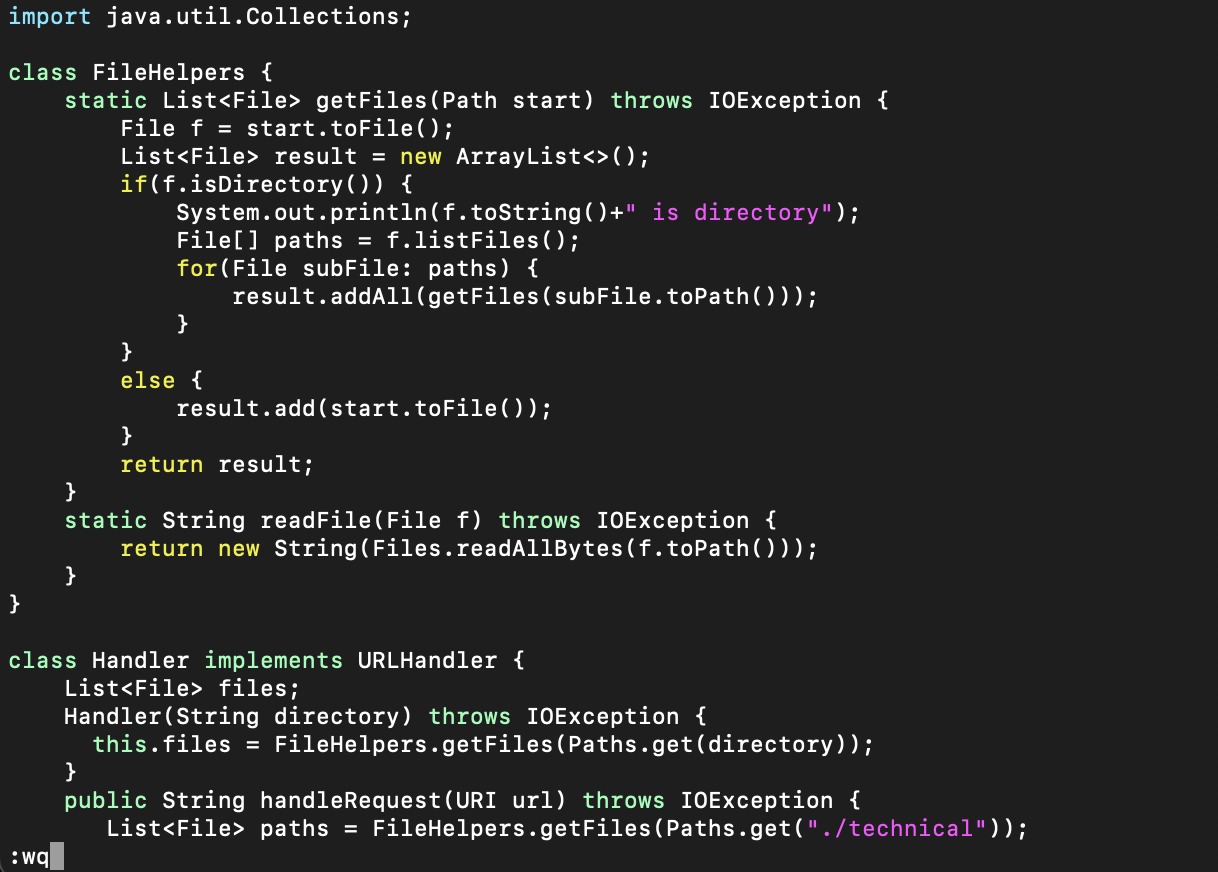 import java.util.Collections;

class FileHelpers {
    static List<File> getFiles(Path start) throws IOException {
        File f = start.toFile();
        List<File> result = new ArrayList<>();
        if(f.isDirectory()) {
            System.out.println(f.toString()+" is directory");
            File[] paths = f.listFiles();
            for(File subFile: paths) {
                result.addAll(getFiles(subFile.toPath()));
            }
        }
        else {
            result.add(start.toFile());
        }
        return result;
    }
    static String readFile(File f) throws IOException {
        return new String(Files.readAllBytes(f.toPath()));
    }
}

class Handler implements URLHandler {
    List<File> files;
    Handler(String directory) throws IOException {
      this.files = FileHelpers.getFiles(Paths.get(directory));
    }
    public String handleRequest(URI url) throws IOException {
       List<File> paths = FileHelpers.getFiles(Paths.get("./technical"));
:wq